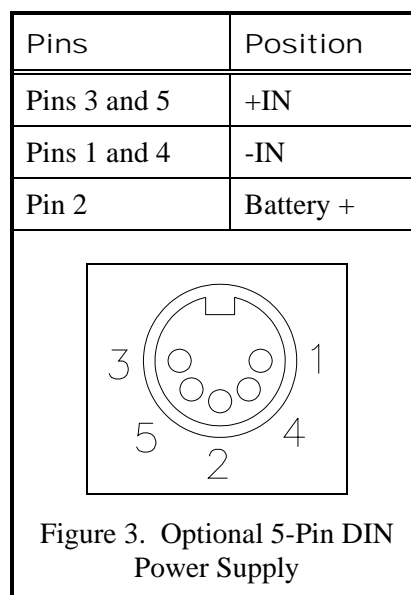 Pins Position
Pins 3 and 5 +IN
Pins 1 and 4 -IN
Pin 2 Battery +
3 1
5 4
2
Figure 3. Optional 5-Pin DIN
Power Supply